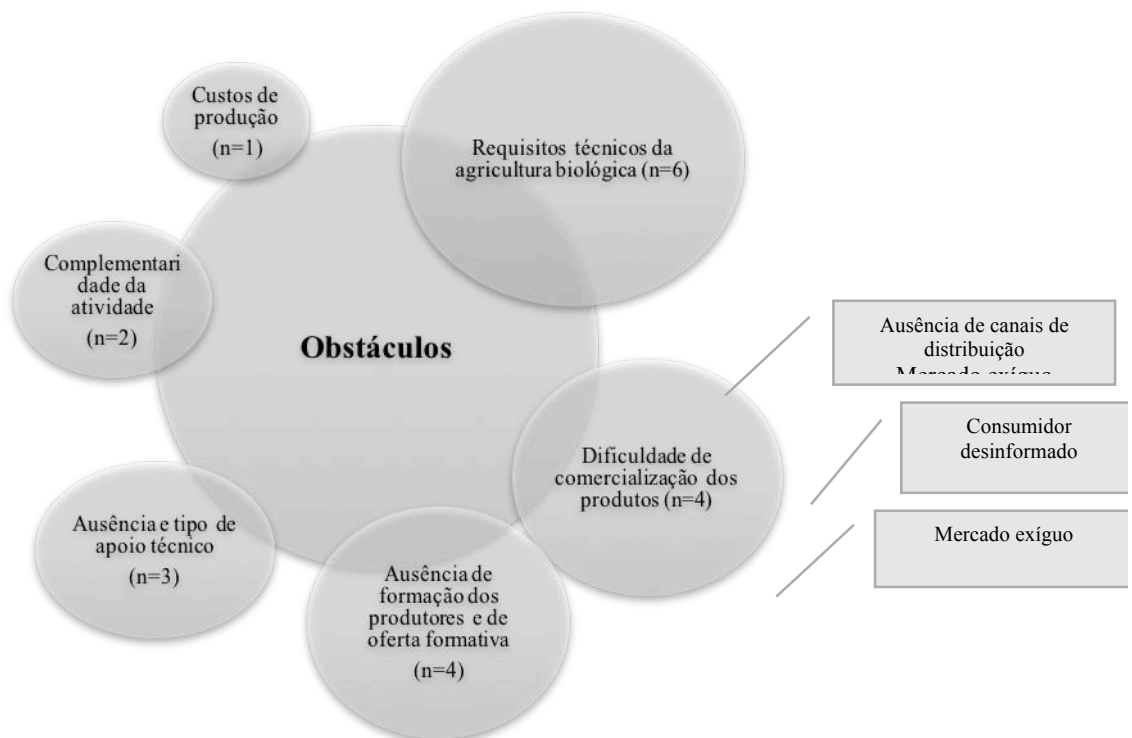 Custos de
produção
(n=1)
Requisitos técnicos da
agricultura biológica (n=6)
Complementari
dade da
atividade
(n=2)
Obstáculos
Ausência de canais de
distribuição
Mercado exíguo
Consumidor
desinformado
Dificuldade de
comercialização dos
produtos (n=4)
Mercado exíguo
Ausência e tipo de
apoio técnico
(n=3)
Ausência de
formação dos
produtores e de
oferta formativa
(n=4)